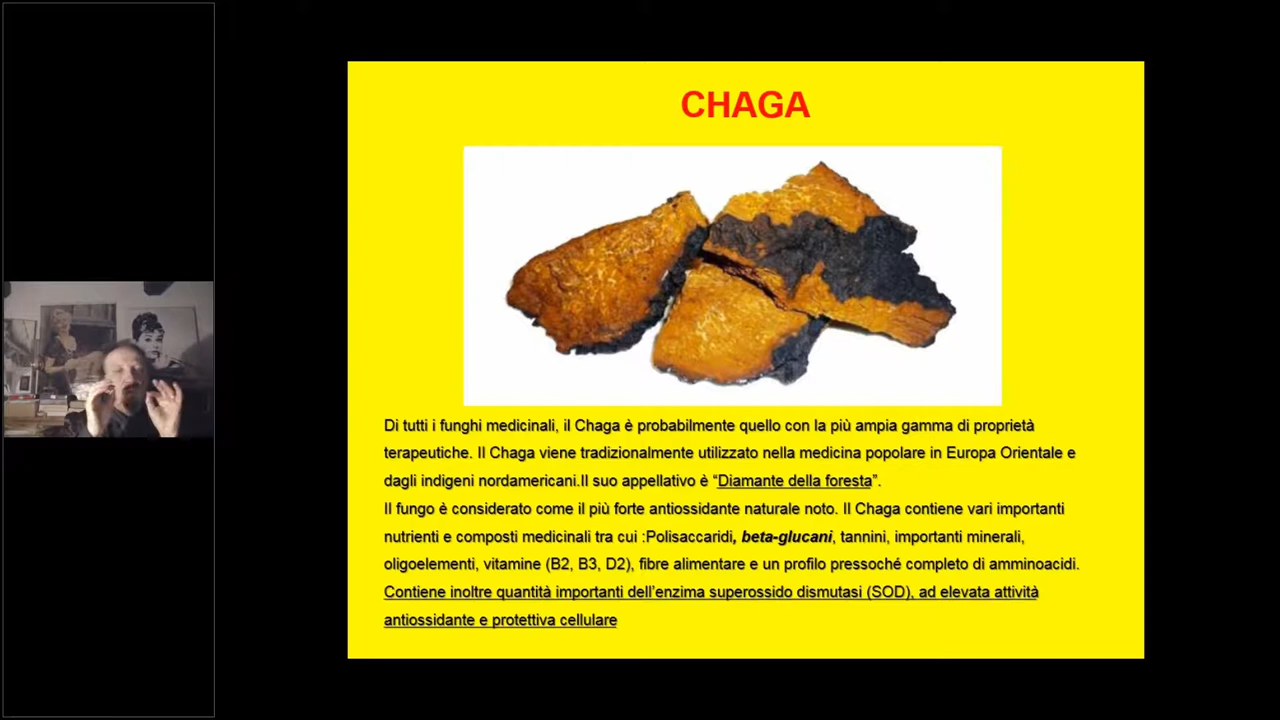 CHAGA
Di tutti i funghi medicinali, il Chaga è probabilmente quello con la più ampia gamma di proprietà
terapeutiche. Il Chaga viene tradizionalmente utilizzato nella medicina popolare in Europa Orientale e
dagli indigeni nordamericani.Il suo appellativo è “Diamante della foresta”.
Il fungo è considerato come il più forte antiossidante naturale noto. Il Chaga contiene vari importanti
nutrienti e composti medicinali tra cui :Polisaccaridi, beta-glucani, tannini, importanti minerali,
oligoelementi, vitamine (B2, B3, D2), fibre alimentare e un profilo pressoché completo di amminoacidi.
Contiene inoltre quantità importanti dell’enzima superossido dismutasi (SOD), ad elevata attività
antiossidante e protettiva cellulare